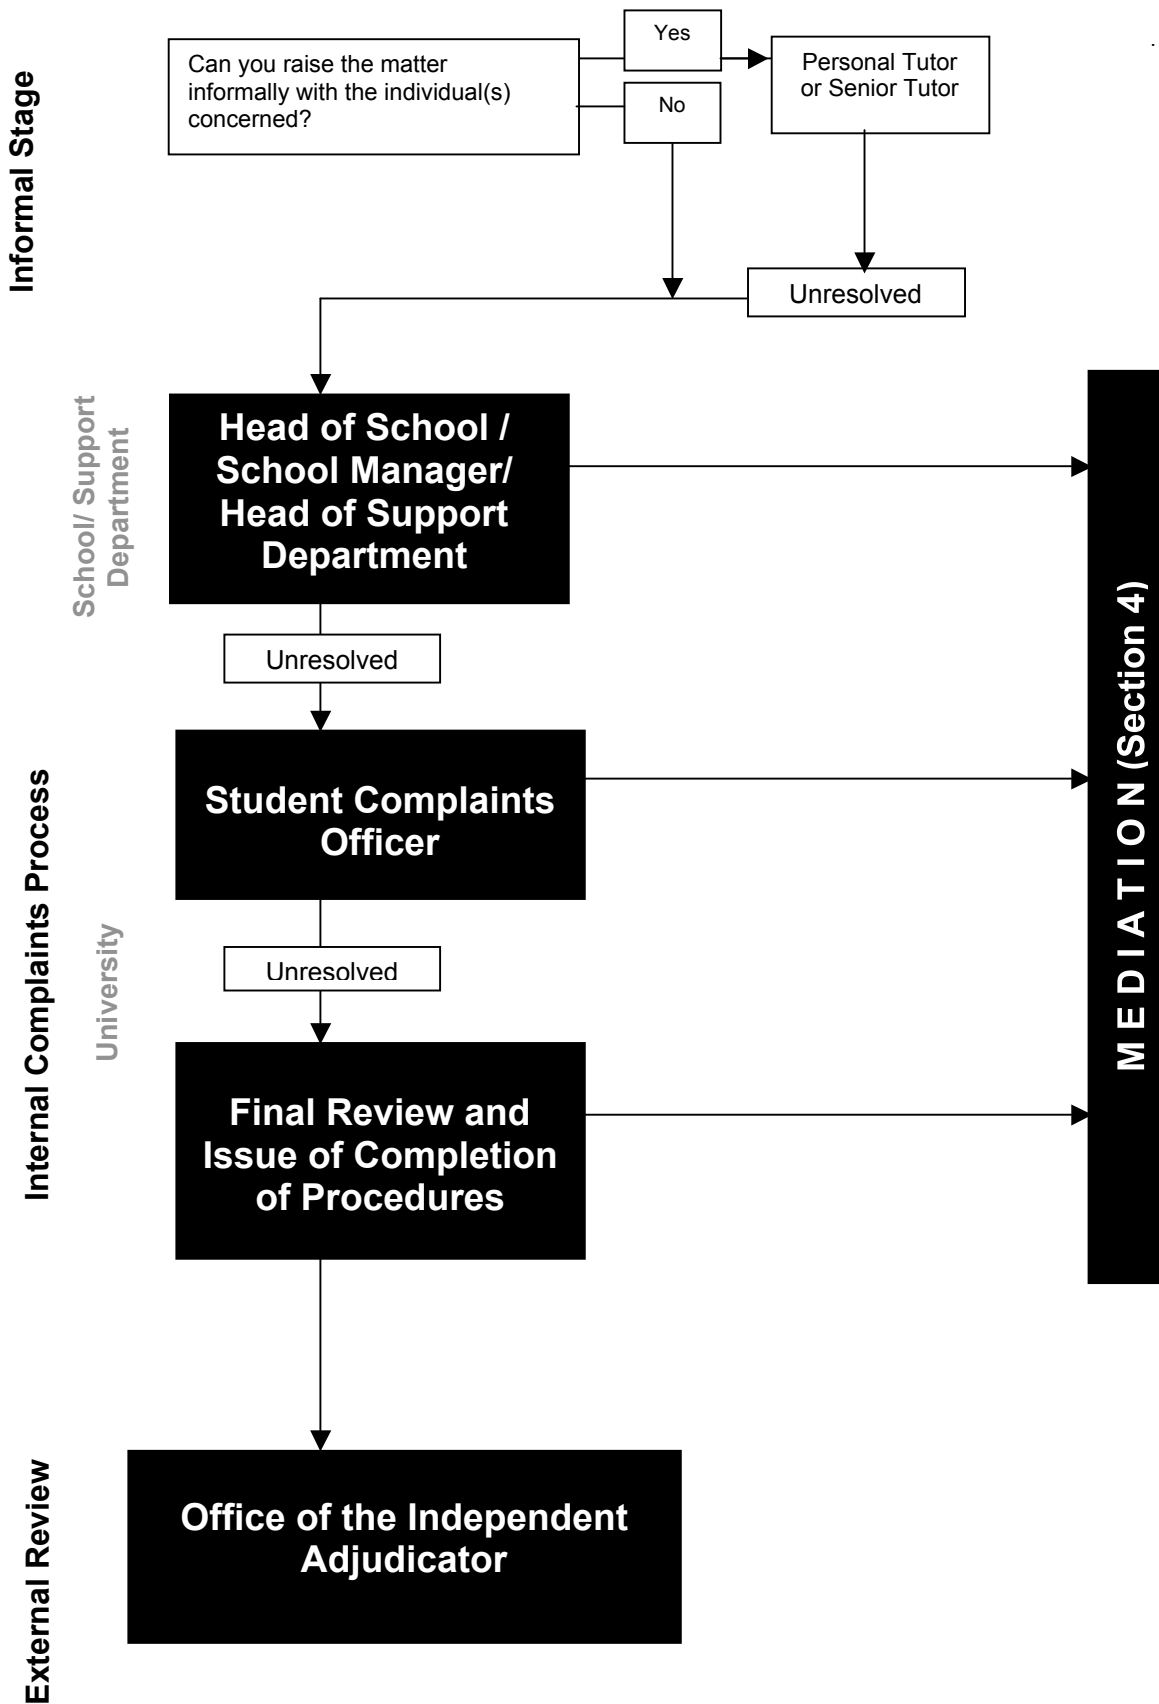 Informal Stage
Can you raise the matter
informally with the individual(s)
concerned?
Yes
No
Personal Tutor
or Senior Tutor
Unresolved
School/ Support
Department
Head of School /
School Manager/
Head of Support
Department
Unresolved
Internal Complaints Process
University
Student Complaints
Officer
Unresolved
Final Review and
Issue of Completion
of Procedures
MEDIATION (Section 4)
External Review
Office of the Independent
Adjudicator